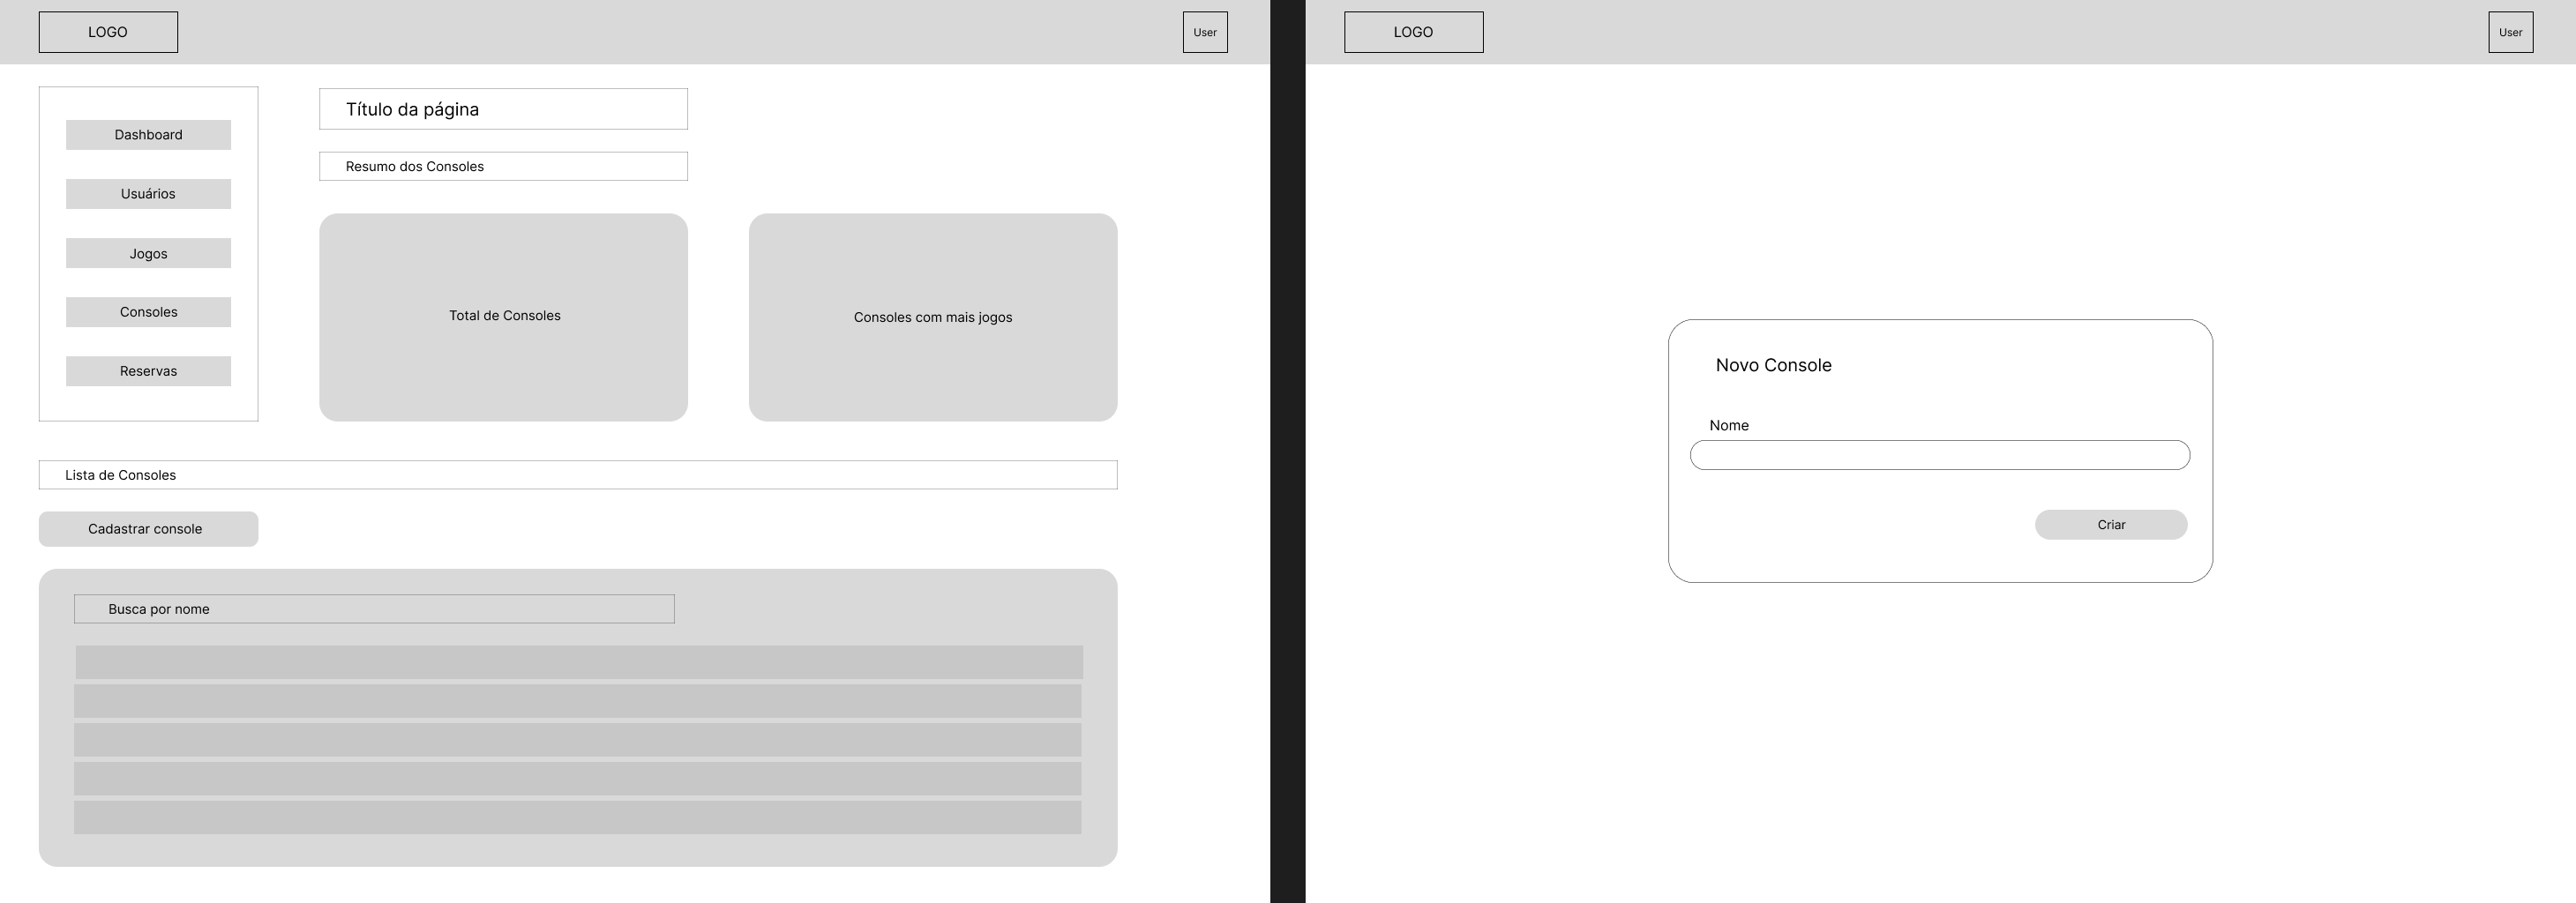 LOGO
User
Dashboard
Usuários
Jogos
Consoles
Reservas
Título da página
Resumo dos Consoles
Total de Consoles
Consoles com mais jogos
Lista de Consoles
Cadastrar console
Busca por nome
LOGO
User
Novo Console
Nome
Criar